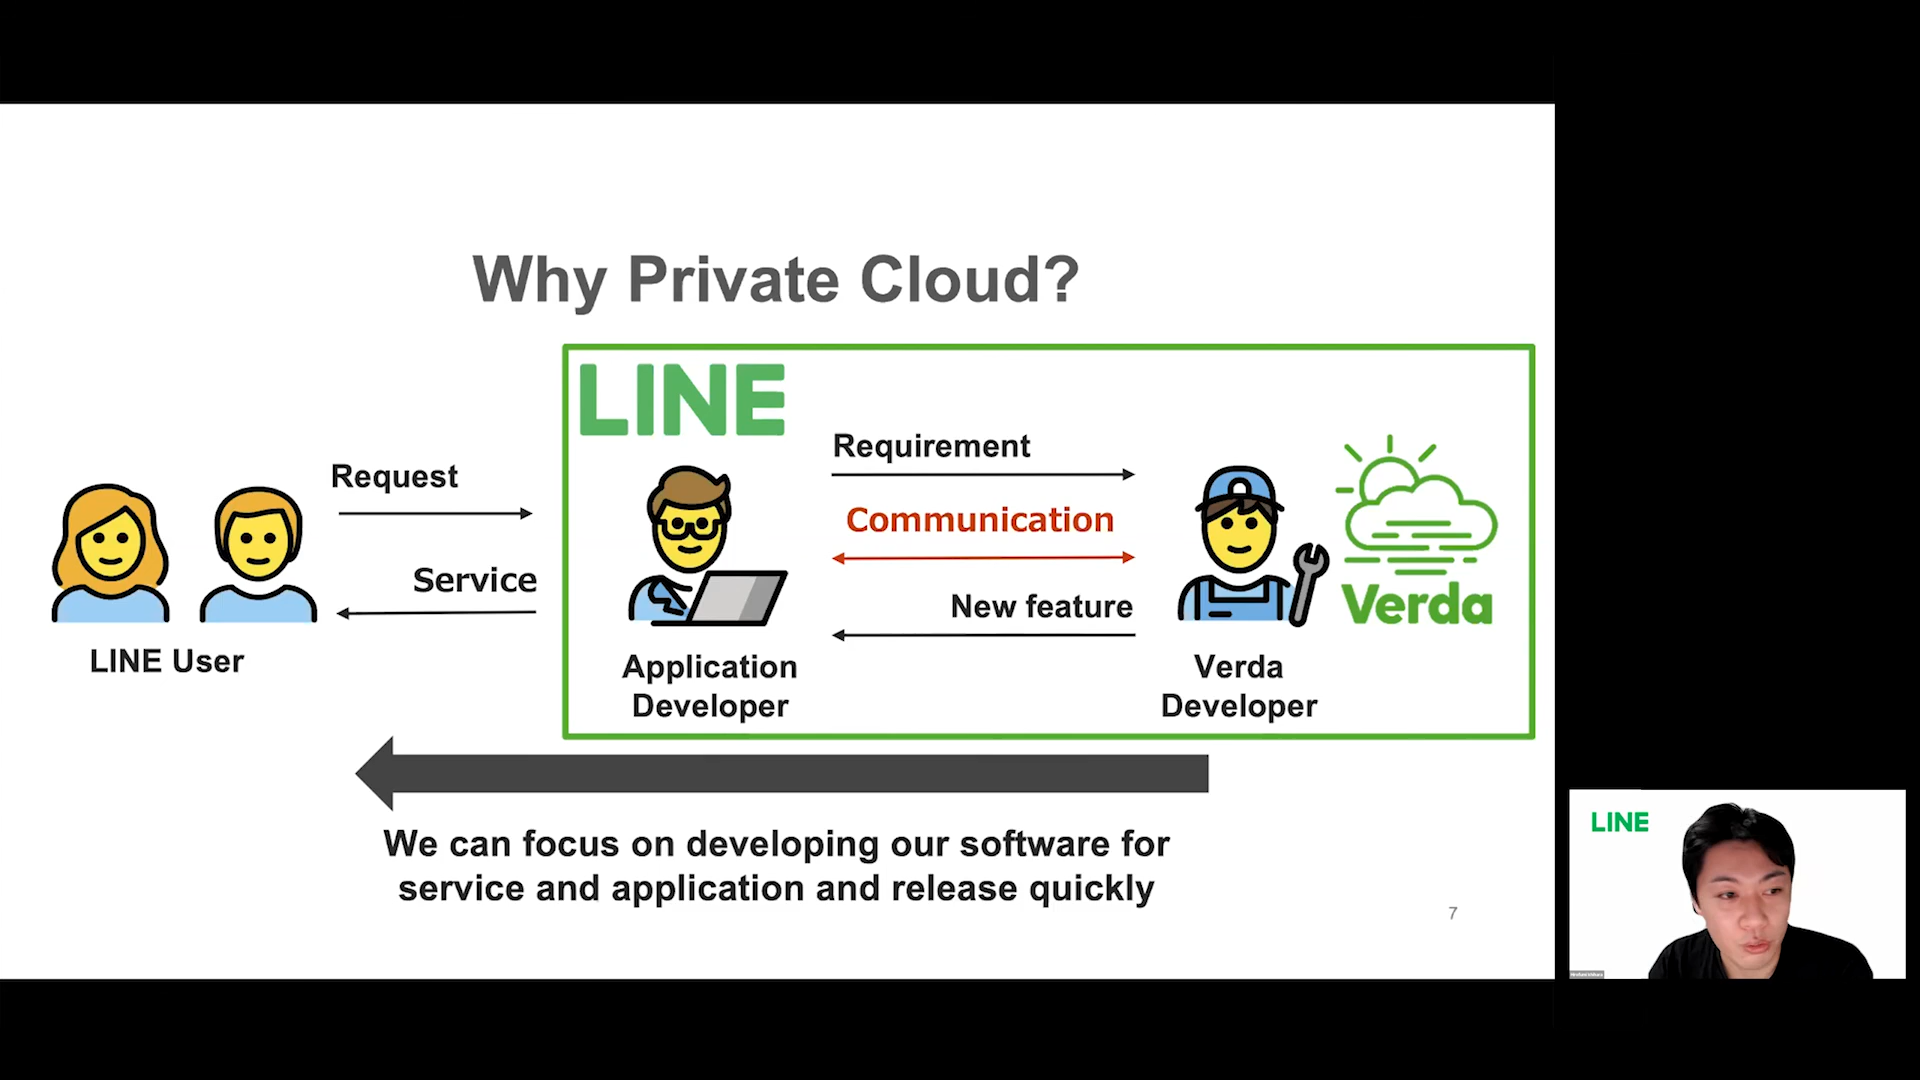 Why Private Cloud?
LINE
Requirement
Request
Communication
Service
New feature
Verda
LINE User
Application
Developer
Verda
Developer
We can focus on developing our software for
service and application and release quickly
7
LINE